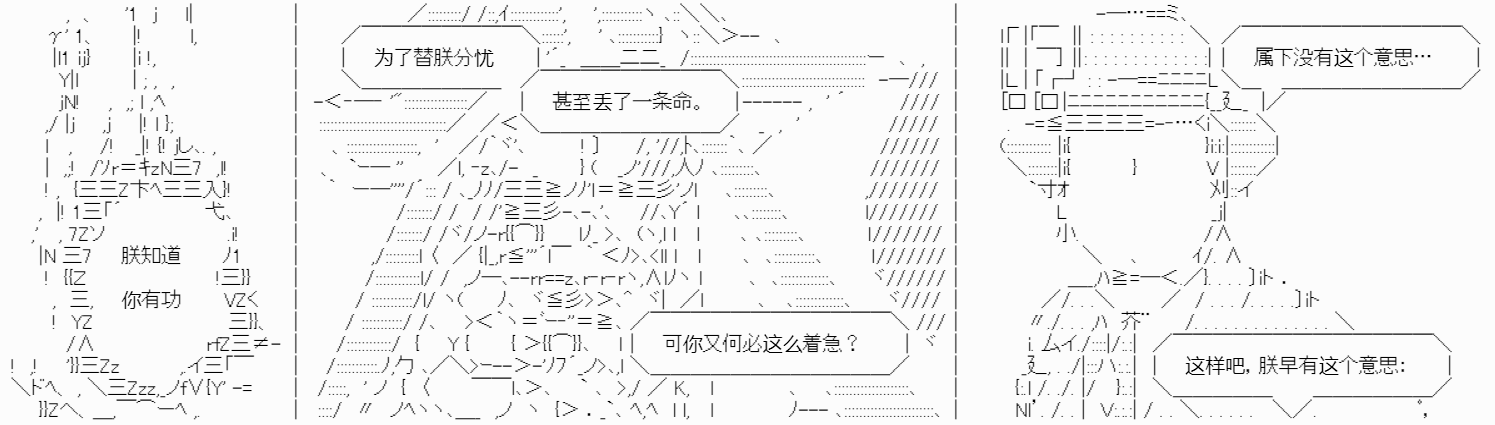 朕知道
你有功
为了替朕分忧
甚至丢了一条命。
可你又何必这么着急？
属下没有这个意思…
这样吧，朕早有这个意思：